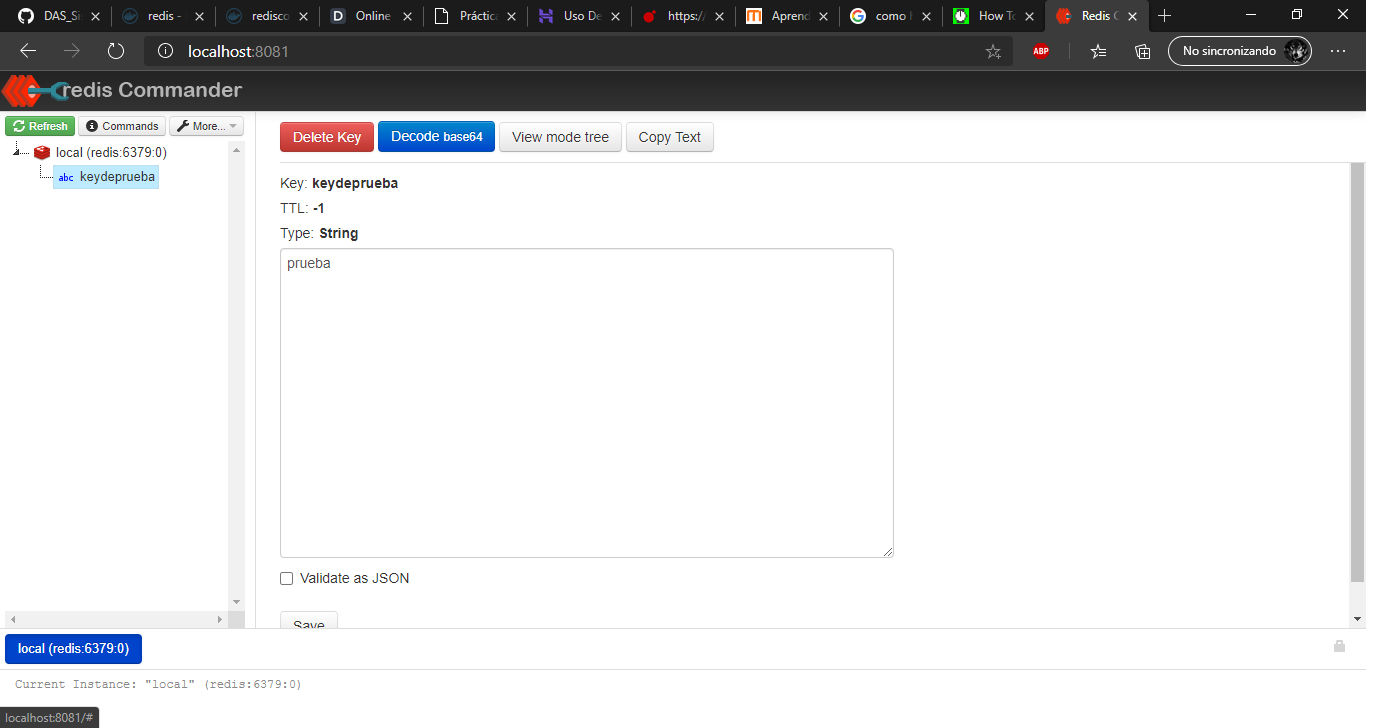 DAS_Si
redis -
redisco
Online
Práctica
Uso De
https:/
Aprend
como l
How To
Redis C
localhost:8081
ABP
No sincronizando
redis Commander
Refresh
Commands
More...
local (redis:6379:0)
abc keydeprueba
Delete Key
Decode base64
View mode tree
Copy Text
Key: keydeprueba
TTL: -1
Type: String
prueba
Validate as JSON
Save
local (redis:6379:0)
Current Instance: "local" (redis:6379:0)
localhost:8081/#